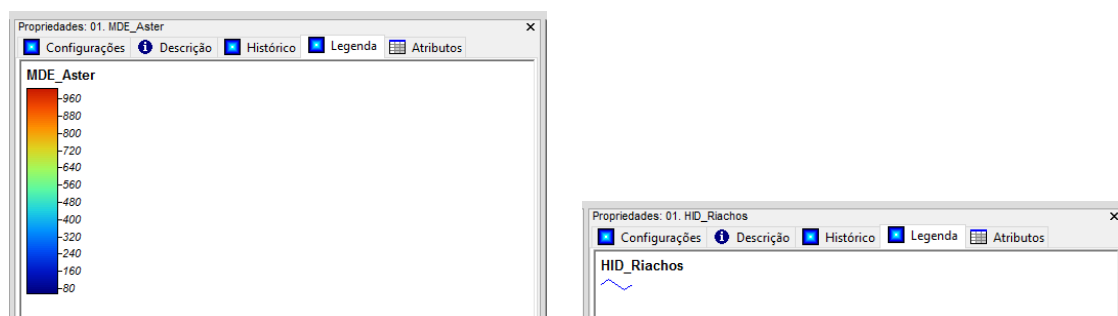 Propriedades: 01. MDE_Aster
Configurações Descrição Histórico Legenda Atributos
MDE_Aster
960
880
800
720
640
560
480
400
320
240
160
80
Propriedades: 01. HID_Riachos
Configurações Descrição Histórico Legenda Atributos
HID_Riachos